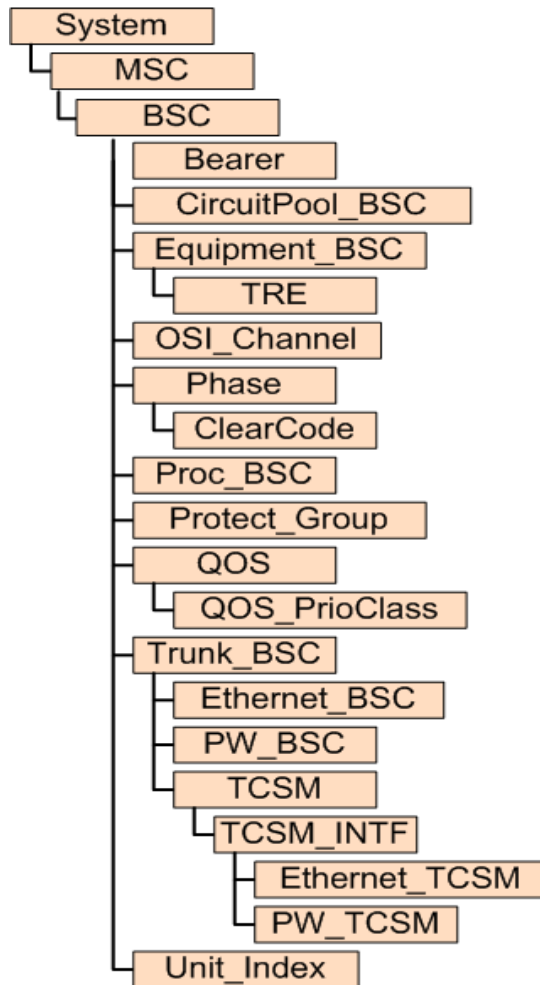 System
MSC
BSC
Bearer
CircuitPool_BSC
Equipment_BSC
TRE
OSI_Channel
Phase
ClearCode
Proc_BSC
Protect_Group
QOS
QOS_PrioClass
Trunk_BSC
Ethernet_BSC
PW_BSC
TCSM
TCSM_INTF
Ethernet_TCSM
PW_TCSM
Unit_Index